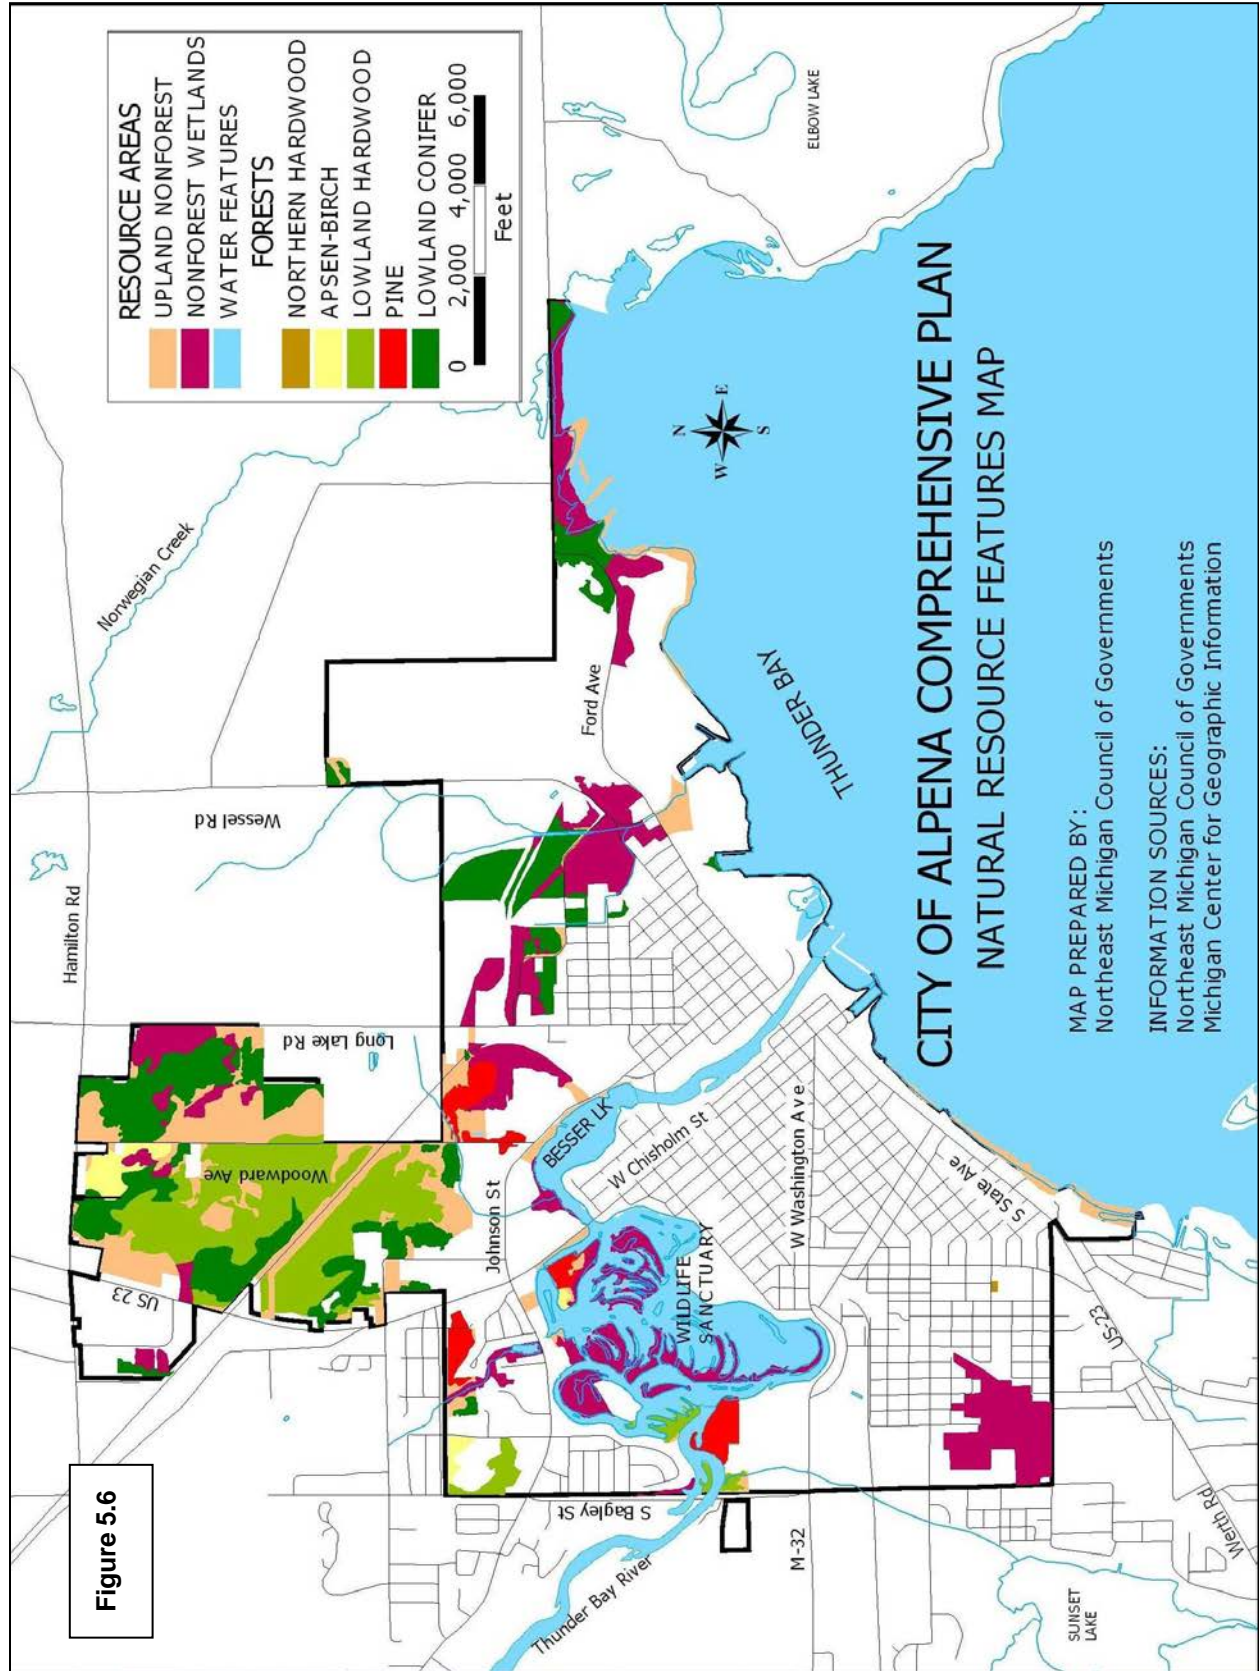 Figure 5.6
RESOURCE AREAS
UPLAND NONFOREST
NONFOREST WETLANDS
WATER FEATURES
FORESTS
NORTHERN HARDWOOD
APSEN-BIRCH
LOWLAND HARDWOOD
PINE
LOWLAND CONIFER
0 2,000 4,000 6,000
Feet
Hamilton Rd
Norwegian Creek
Wessel Rd
Long Lake Rd
Woodward Ave
US 23
Johnson St
BESSER LK
W Chisholm St
Ford Ave
ELBOW LAKE
THUNDER BAY
N
W E
S
WILDLIFE
SANCTUARY
W Washington Ave
S State Ave
S Bagley St
Thunder Bay River
M-32
US-23
Werth Rd
SUNSET
LAKE
CITY OF ALPENA COMPREHENSIVE PLAN
NATURAL RESOURCE FEATURES MAP
MAP PREPARED BY:
Northeast Michigan Council of Governments
INFORMATION SOURCES:
Northeast Michigan Council of Governments
Michigan Center for Geographic Information